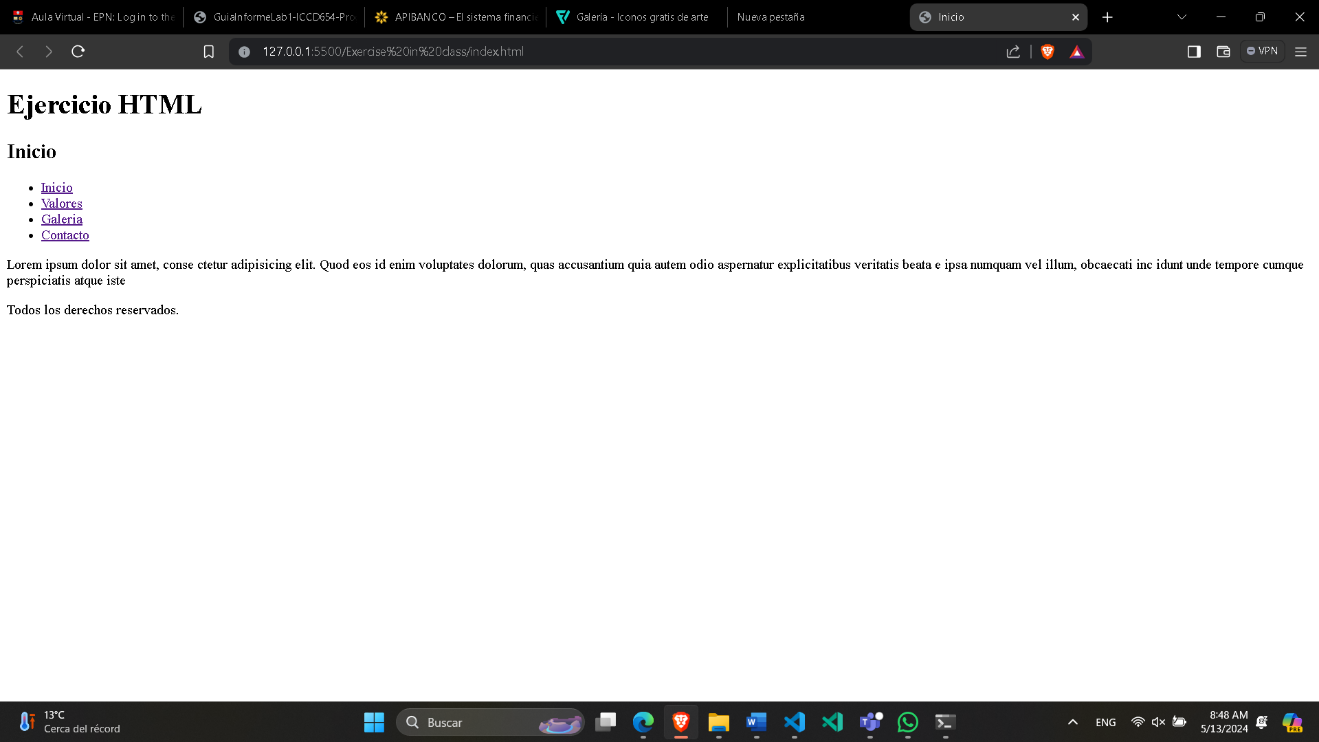 Aula Virtual - EPN: Log in to the
GuiaInformeLab1-ICCD654-Pro
APIBANCO – El sistema financie
Galería - Iconos gratis de arte
Nueva pestaña
Inicio
127.0.0.1:5500/Exercise%20in%20class/index.html
VPN
Ejercicio HTML
Inicio
Inicio
Valores
Galeria
Contacto
Lorem ipsum dolor sit amet, conse ctetur adipisicing elit. Quod eos id enim voluptates dolorum, quas accusantium quia autem odio aspernatur explicitatibus veritatis beata e ipsa numquam vel illum, obcaecati inc idunt unde tempore cumque
perspiciatis atque iste
Todos los derechos reservados.
13°C
Cerca del récord
Buscar
ENG
8:48 AM
5/13/2024